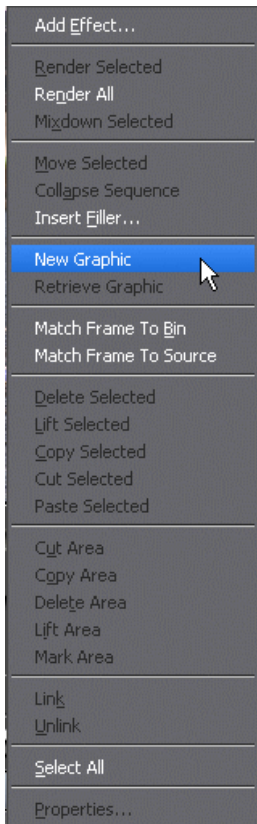 Add Effect...
Render Selected
Render All
Mixdown Selected
Move Selected
Collapse Sequence
Insert Filler...
New Graphic
Retrieve Graphic
Match Frame To Bin
Match Frame To Source
Delete Selected
Lift Selected
Copy Selected
Cut Selected
Paste Selected
Cut Area
Copy Area
Delete Area
Lift Area
Mark Area
Link
Unlink
Select All
Properties...